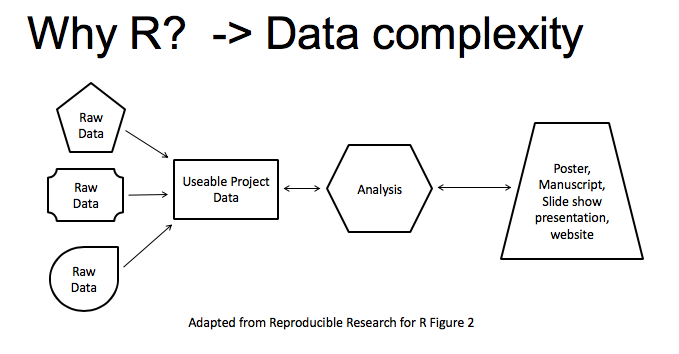 Why R? -> Data complexity
Raw
Data
Raw
Data
Raw
Data
Useable Project
Data
Analysis
Poster,
Manuscript,
Slide show
presentation,
website
Adapted from Reproducible Research for R Figure 2